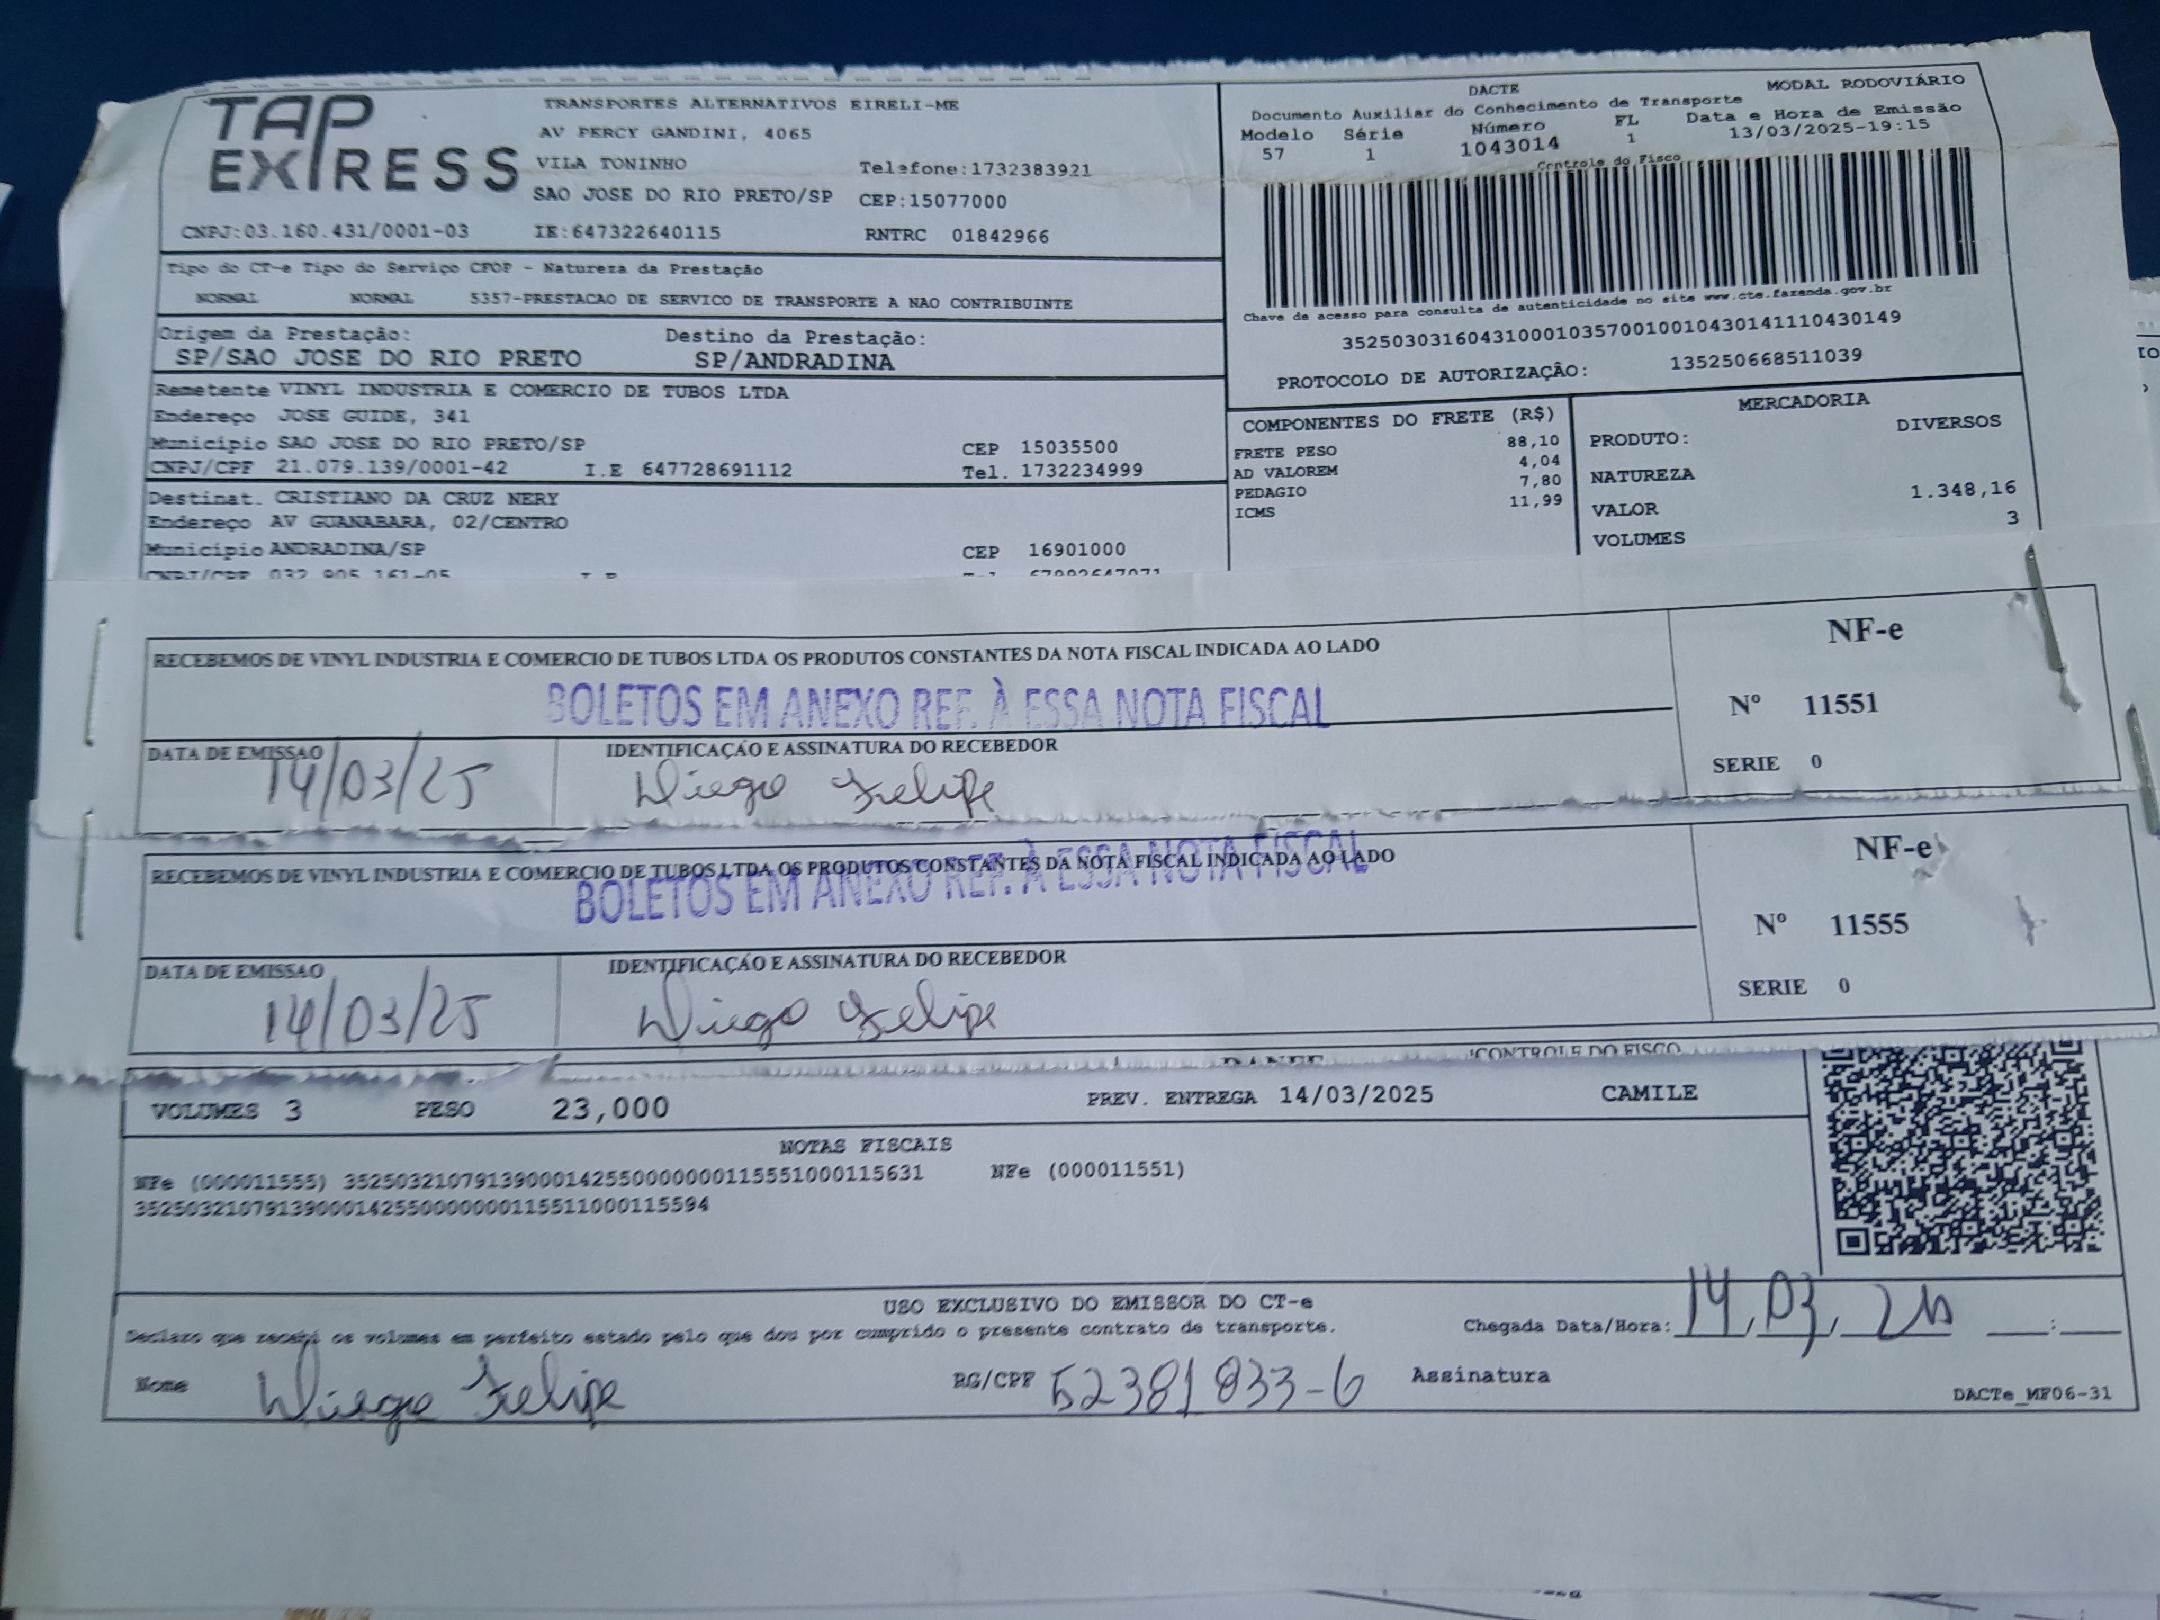 TAP EXPRESS
TRANSPORTES ALTERNATIVOS EIRELI-ME
AV PERCY GANDINI, 4065
VILA TONINHO Telefone:1732383921
SAO JOSE DO RIO PRETO/SP CEP:15077000
CNPJ:03.160.431/0001-03 IE:647322640115 RNTRC 01842966
DACTE MODAL RODOVIÁRIO
Documento Auxiliar do Conhecimento de Transporte
Modelo Série Número FL Data e Hora de Emissão
57 1 1043014 1 13/03/2025-19:15
Controle do Fisco
Chave de acesso para consulta de autenticidade no site www.cte.fazenda.gov.br
35250303160431000103570010010430141110430149
PROTOCOLO DE AUTORIZAÇÃO: 135250668511039
Tipo do CT-e Tipo do Serviço CFOP - Natureza da Prestação
NORMAL NORMAL 5357-PRESTACAO DE SERVICO DE TRANSPORTE A NAO CONTRIBUINTE
Origem da Prestação: Destino da Prestação:
SP/SAO JOSE DO RIO PRETO SP/ANDRADINA
Remetente VINYL INDUSTRIA E COMERCIO DE TUBOS LTDA
Endereço JOSE GUIDE, 341
Município SAO JOSE DO RIO PRETO/SP CEP 15035500
CNPJ/CPF 21.079.139/0001-42 I.E 647728691112 Tel. 1732234999
Destinat. CRISTIANO DA CRUZ NERY
Endereço AV GUANABARA, 02/CENTRO
Município ANDRADINA/SP CEP 16901000
COMPONENTES DO FRETE (R$)
FRETE PESO 88,10
AD VALOREM 4,04
PEDAGIO 7,80
ICMS 11,99
MERCADORIA
PRODUTO: DIVERSOS
NATUREZA
VALOR 1.348,16
VOLUMES 3
RECEBEMOS DE VINYL INDUSTRIA E COMERCIO DE TUBOS LTDA OS PRODUTOS CONSTANTES DA NOTA FISCAL INDICADA AO LADO
BOLETOS EM ANEXO REF. À ESSA NOTA FISCAL
NF-e
Nº 11551
SERIE 0
DATA DE EMISSAO IDENTIFICAÇÃO E ASSINATURA DO RECEBEDOR
14/03/25 Diego Felipe
RECEBEMOS DE VINYL INDUSTRIA E COMERCIO DE TUBOS LTDA OS PRODUTOS CONSTANTES DA NOTA FISCAL INDICADA AO LADO
BOLETOS EM ANEXO REF. À ESSA NOTA FISCAL
NF-e
Nº 11555
SERIE 0
DATA DE EMISSAO IDENTIFICAÇÃO E ASSINATURA DO RECEBEDOR
14/03/25 Diego Felipe
CONTROLE DO FISCO
VOLUMES 3 PESO 23,000 PREV. ENTREGA 14/03/2025 CAMILE
NOTAS FISCAIS
NFe (000011555) 35250321079139000142550000000115551000115631 NFe (000011551)
35250321079139000142550000000115511000115594
USO EXCLUSIVO DO EMISSOR DO CT-e
Declaro que recebi os volumes em perfeito estado pelo que dou por cumprido o presente contrato de transporte. Chegada Data/Hora: 14, 03, 25 :
Nome Diego Felipe RG/CPF 52381833-6 Assinatura
DACTe_MF06-31